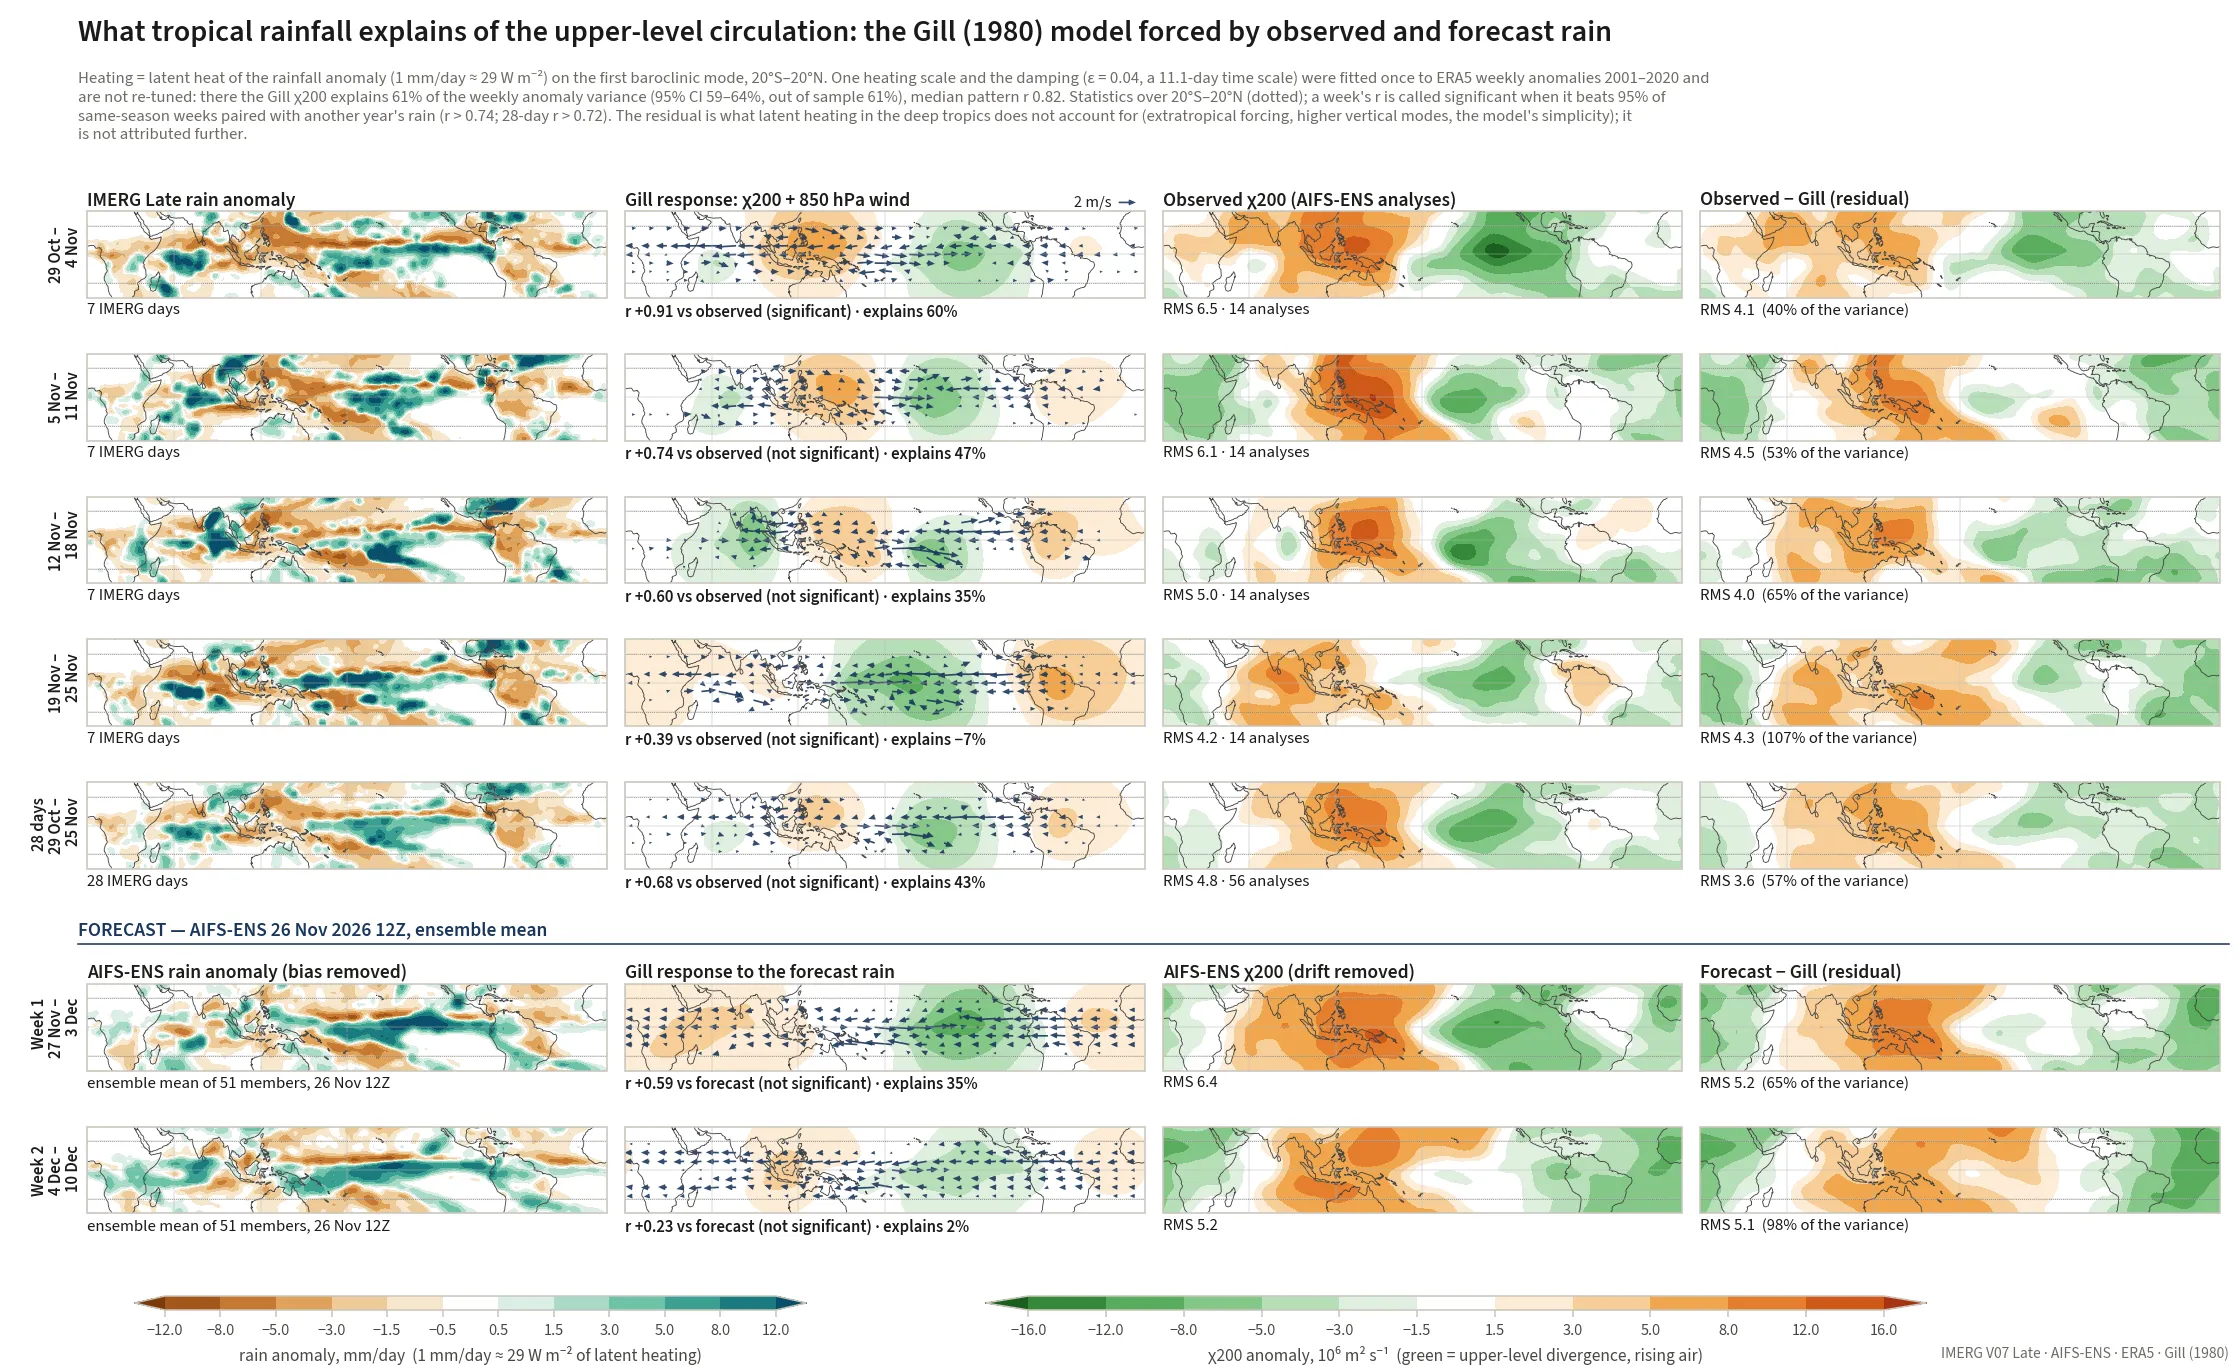 What tropical rainfall explains of the upper-level circulation: the Gill (1980) model forced by observed and forecast rain
Heating = latent heat of the rainfall anomaly (1 mm/day ≈ 29 W m⁻²) on the first baroclinic mode, 20°S–20°N. One heating scale and the damping (ε = 0.04, a 11.1-day time scale) were fitted once to ERA5 weekly anomalies 2001–2020 and
are not re-tuned: there the Gill χ200 explains 61% of the weekly anomaly variance (95% CI 59–64%, out of sample 61%), median pattern r 0.82. Statistics over 20°S–20°N (dotted); a week's r is called significant when it beats 95% of
same-season weeks paired with another year's rain (r > 0.74; 28-day r > 0.72). The residual is what latent heating in the deep tropics does not account for (extratropical forcing, higher vertical modes, the model's simplicity); it
is not attributed further.
IMERG Late rain anomaly
Gill response: χ200 + 850 hPa wind
2 m/s
Observed χ200 (AIFS-ENS analyses)
Observed − Gill (residual)
29 Oct –
4 Nov
7 IMERG days
r +0.91 vs observed (significant) · explains 60%
RMS 6.5 · 14 analyses
RMS 4.1 (40% of the variance)
5 Nov –
11 Nov
7 IMERG days
r +0.74 vs observed (not significant) · explains 47%
RMS 6.1 · 14 analyses
RMS 4.5 (53% of the variance)
12 Nov –
18 Nov
7 IMERG days
r +0.60 vs observed (not significant) · explains 35%
RMS 5.0 · 14 analyses
RMS 4.0 (65% of the variance)
19 Nov –
25 Nov
7 IMERG days
r +0.39 vs observed (not significant) · explains −7%
RMS 4.2 · 14 analyses
RMS 4.3 (107% of the variance)
28 days
29 Oct –
25 Nov
28 IMERG days
r +0.68 vs observed (not significant) · explains 43%
RMS 4.8 · 56 analyses
RMS 3.6 (57% of the variance)
FORECAST — AIFS-ENS 26 Nov 2026 12Z, ensemble mean
AIFS-ENS rain anomaly (bias removed)
Gill response to the forecast rain
AIFS-ENS χ200 (drift removed)
Forecast − Gill (residual)
Week 1
27 Nov –
3 Dec
ensemble mean of 51 members, 26 Nov 12Z
r +0.59 vs forecast (not significant) · explains 35%
RMS 6.4
RMS 5.2 (65% of the variance)
Week 2
4 Dec –
10 Dec
ensemble mean of 51 members, 26 Nov 12Z
r +0.23 vs forecast (not significant) · explains 2%
RMS 5.2
RMS 5.1 (98% of the variance)
−12.0 −8.0 −5.0 −3.0 −1.5 −0.5 0.5 1.5 3.0 5.0 8.0 12.0
rain anomaly, mm/day (1 mm/day ≈ 29 W m⁻² of latent heating)
−16.0 −12.0 −8.0 −5.0 −3.0 −1.5 1.5 3.0 5.0 8.0 12.0 16.0
χ200 anomaly, 10⁶ m² s⁻¹ (green = upper-level divergence, rising air)
IMERG V07 Late · AIFS-ENS · ERA5 · Gill (1980)